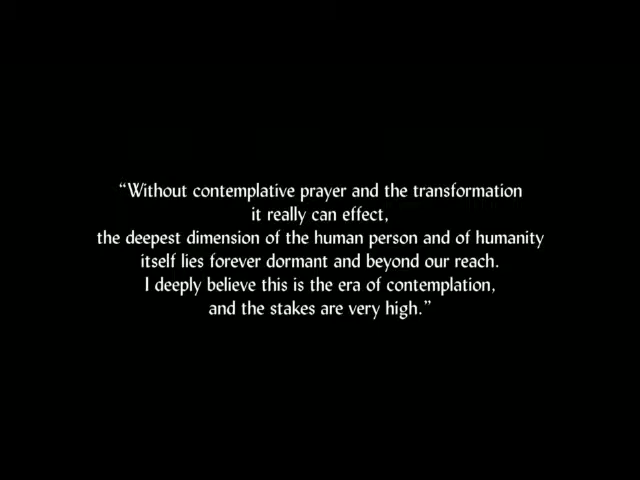 “Without contemplative prayer and the transformation
it really can effect,
the deepest dimension of the human person and of humanity
itself lies forever dormant and beyond our reach.
I deeply believe this is the era of contemplation,
and the stakes are very high.”